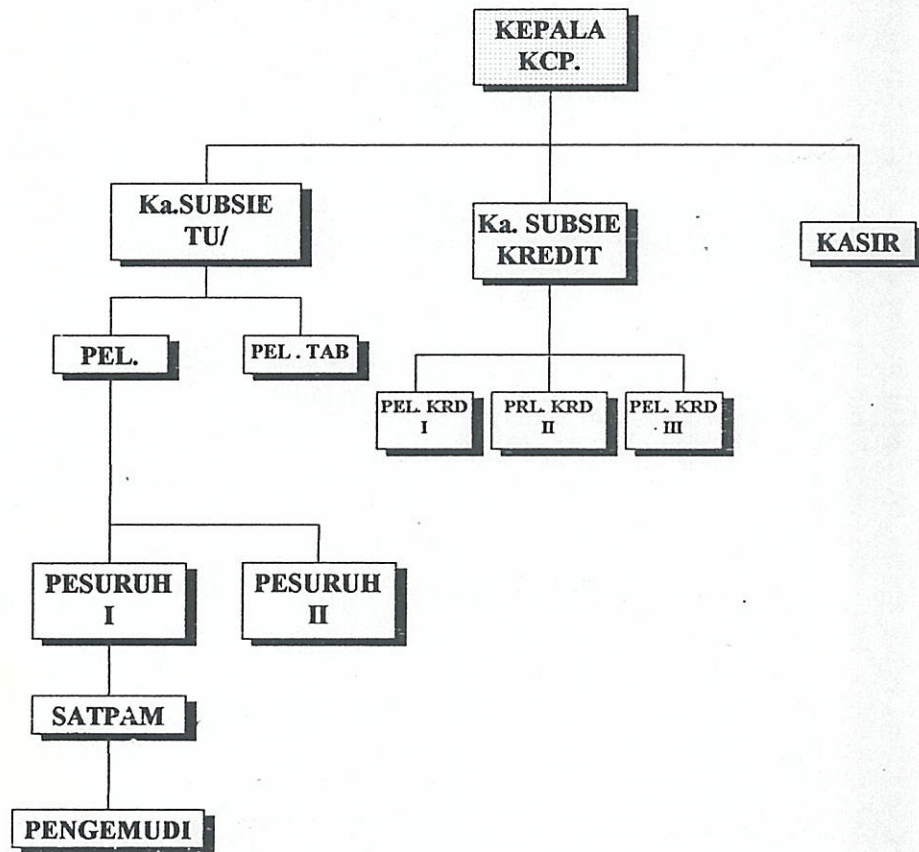 KEPALA
KCP.
Ka.SUBSIE
TU/
Ka. SUBSIE
KREDIT
KASIR
PEL.
PEL . TAB
PEL. KRD
I
PRL. KRD
II
PEL. KRD
III
PESURUH
I
PESURUH
II
SATPAM
PENGEMUDI